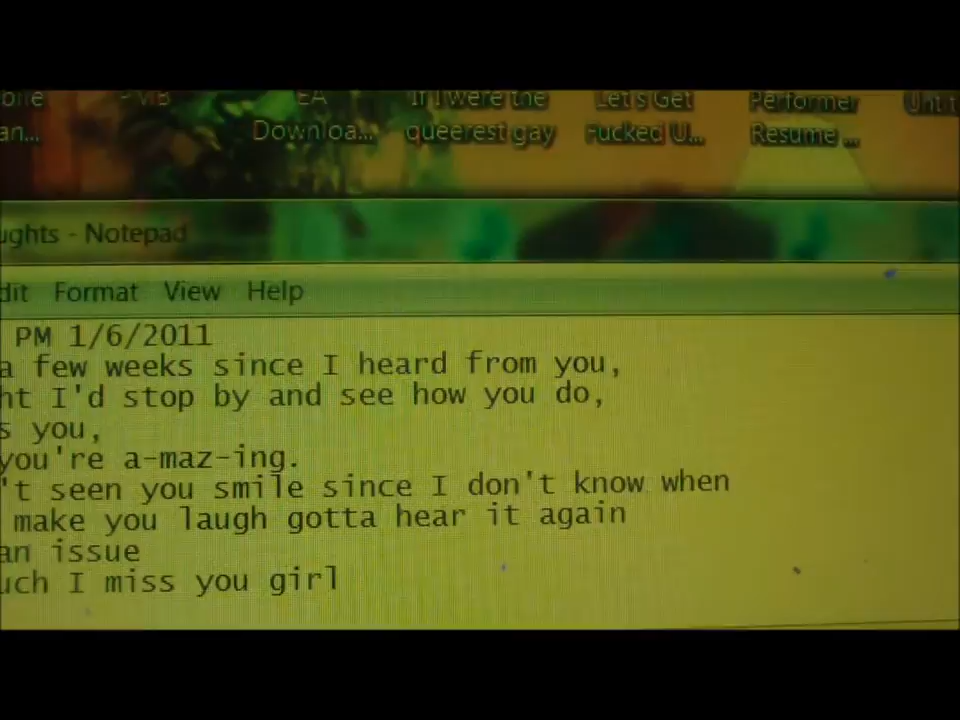 EA
If I were the
Let's Get
Performer
an...
Downloa...
queerest gay
Fucked U...
Resume ...
ughts - Notepad
dit Format View Help
PM 1/6/2011
a few weeks since I heard from you,
ht I'd stop by and see how you do,
s you,
you're a-maz-ing.
't seen you smile since I don't know when
make you laugh gotta hear it again
an issue
uch I miss you girl